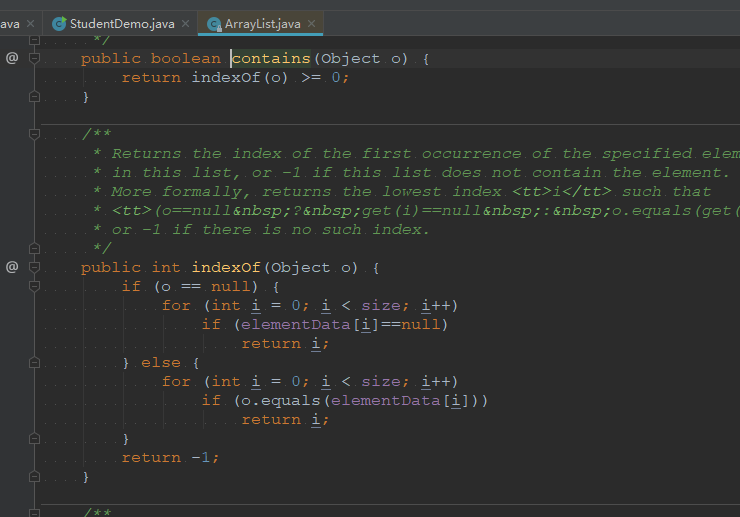 ava StudentDemo.java ArrayList.java
*/
public boolean contains(Object o) {
return indexOf(o) >= 0;
}
/**
* Returns the index of the first occurrence of the specified elem
* in this list, or -1 if this list does not contain the element.
* More formally, returns the lowest index <tt>i</tt> such that
* <tt>(o==null&nbsp;?&nbsp;get(i)==null&nbsp;:&nbsp;o.equals(get(
* or -1 if there is no such index.
*/
public int indexOf(Object o) {
if (o == null) {
for (int i = 0; i < size; i++)
if (elementData[i]==null)
return i;
} else {
for (int i = 0; i < size; i++)
if (o.equals(elementData[i]))
return i;
}
return -1;
}
/**